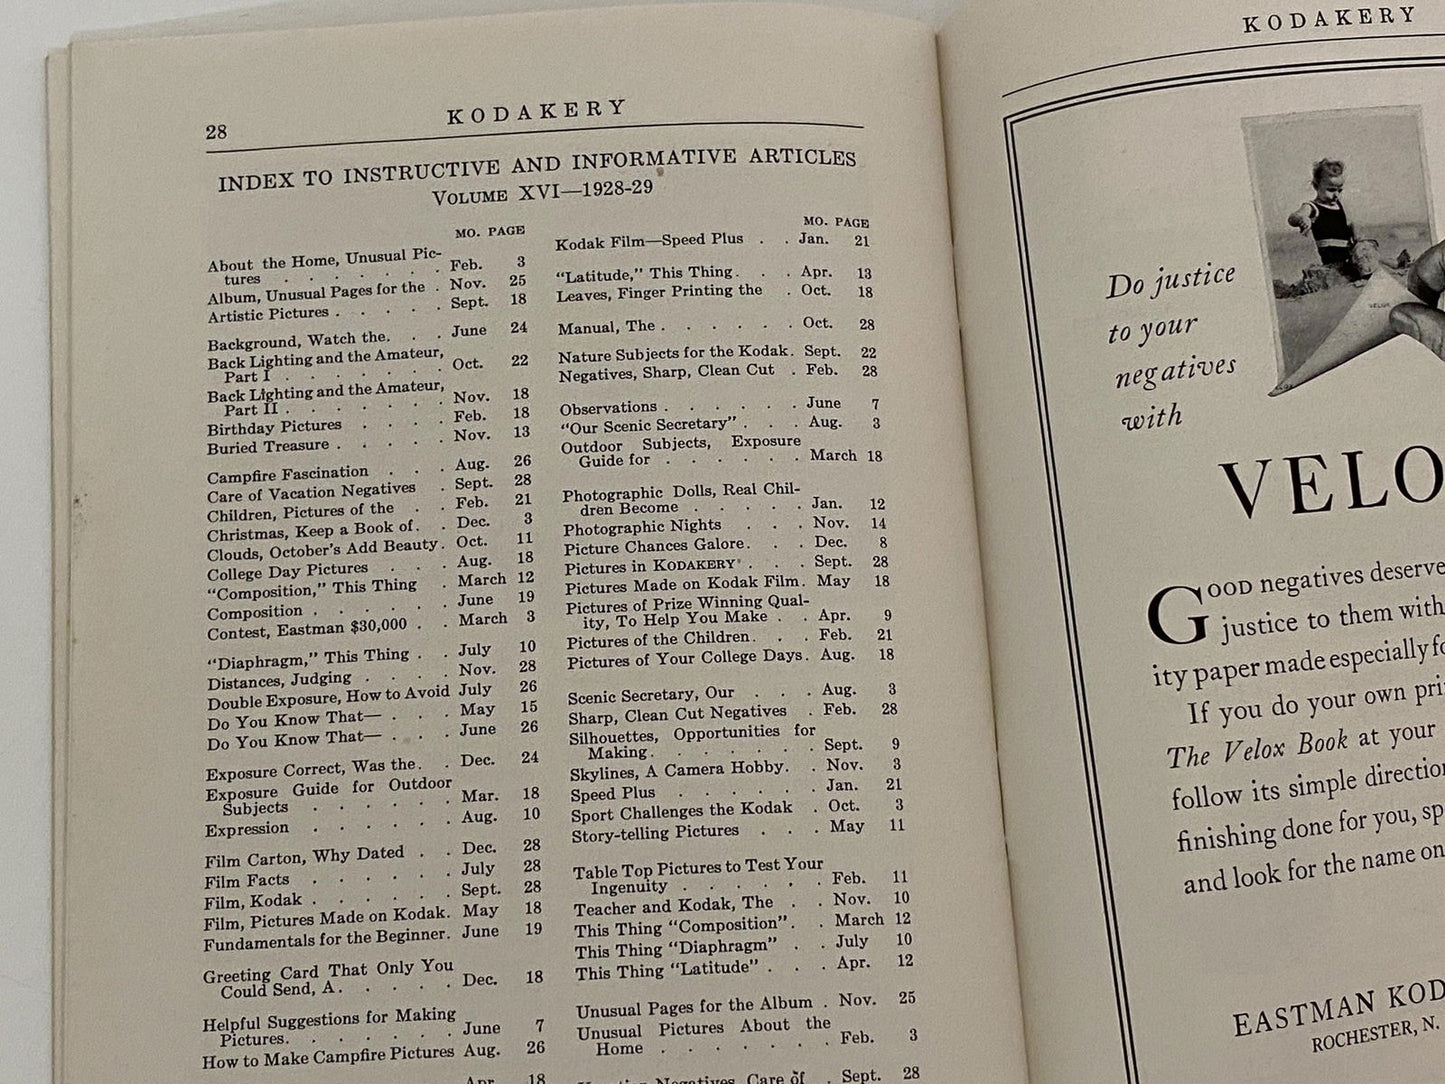 28
KODAKERY
INDEX TO INSTRUCTIVE AND INFORMATIVE ARTICLES
VOLUME XVI—1928-29
MO. PAGE
About the Home, Unusual Pic-
tures . . . . . . . Feb. 3
Album, Unusual Pages for the . Nov. 25
Artistic Pictures . . . . . Sept. 18
Background, Watch the. . . June 24
Back Lighting and the Amateur,
Part I . . . . . . . Oct. 22
Back Lighting and the Amateur,
Part II . . . . . . . Nov. 18
Birthday Pictures . . . . Feb. 18
Buried Treasure . . . . . Nov. 13
Campfire Fascination . . . Aug. 26
Care of Vacation Negatives . Sept. 28
Children, Pictures of the . . Feb. 21
Christmas, Keep a Book of. . Dec. 3
Clouds, October's Add Beauty. Oct. 11
College Day Pictures . . . Aug. 18
"Composition," This Thing . March 12
Composition . . . . . . June 19
Contest, Eastman $30,000 . . March 3
"Diaphragm," This Thing . . July 10
Distances, Judging . . . . Nov. 28
Double Exposure, How to Avoid July 26
Do You Know That— . . . May 15
Do You Know That— . . . June 26
Exposure Correct, Was the. . Dec. 24
Exposure Guide for Outdoor
Subjects . . . . . . Mar. 18
Expression . . . . . . Aug. 10
Film Carton, Why Dated . . Dec. 28
Film Facts . . . . . . July 28
Film, Kodak . . . . . . Sept. 28
Film, Pictures Made on Kodak. May 18
Fundamentals for the Beginner. June 19
Greeting Card That Only You
Could Send, A. . . . . Dec. 18
Helpful Suggestions for Making
Pictures. . . . . . . June 7
How to Make Campfire Pictures Aug. 26
Apr. 18
MO. PAGE
Kodak Film—Speed Plus . . Jan. 21
"Latitude," This Thing. . . Apr. 13
Leaves, Finger Printing the . Oct. 18
Manual, The . . . . . . Oct. 28
Nature Subjects for the Kodak. Sept. 22
Negatives, Sharp, Clean Cut . Feb. 28
Observations . . . . . . June 7
"Our Scenic Secretary" . . . Aug. 3
Outdoor Subjects, Exposure
Guide for . . . . . . March 18
Photographic Dolls, Real Chil-
dren Become . . . . . Jan. 12
Photographic Nights . . . Nov. 14
Picture Chances Galore. . . Dec. 8
Pictures in KODAKERY . . . Sept. 28
Pictures Made on Kodak Film. May 18
Pictures of Prize Winning Qual-
ity, To Help You Make . . Apr. 9
Pictures of the Children. . . Feb. 21
Pictures of Your College Days. Aug. 18
Scenic Secretary, Our . . . Aug. 3
Sharp, Clean Cut Negatives . Feb. 28
Silhouettes, Opportunities for
Making. . . . . . . Sept. 9
Skylines, A Camera Hobby. . Nov. 3
Speed Plus . . . . . . Jan. 21
Sport Challenges the Kodak . Oct. 3
Story-telling Pictures . . . May 11
Table Top Pictures to Test Your
Ingenuity . . . . . . Feb. 11
Teacher and Kodak, The . . Nov. 10
This Thing "Composition". . March 12
This Thing "Diaphragm" . . July 10
This Thing "Latitude" . . . Apr. 12
Unusual Pages for the Album . Nov. 25
Unusual Pictures About the
Home . . . . . . . Feb. 3
Negatives, Care of . Sept. 28
KODAKERY
Do justice
to your
negatives
with
VELOX
VELO
GOOD negatives deserve
justice to them with
ity paper made especially
If you do your own
The Velox Book at your
follow its simple
finishing done for you,
and look for the name on
EASTMAN KOD
ROCHESTER, N.